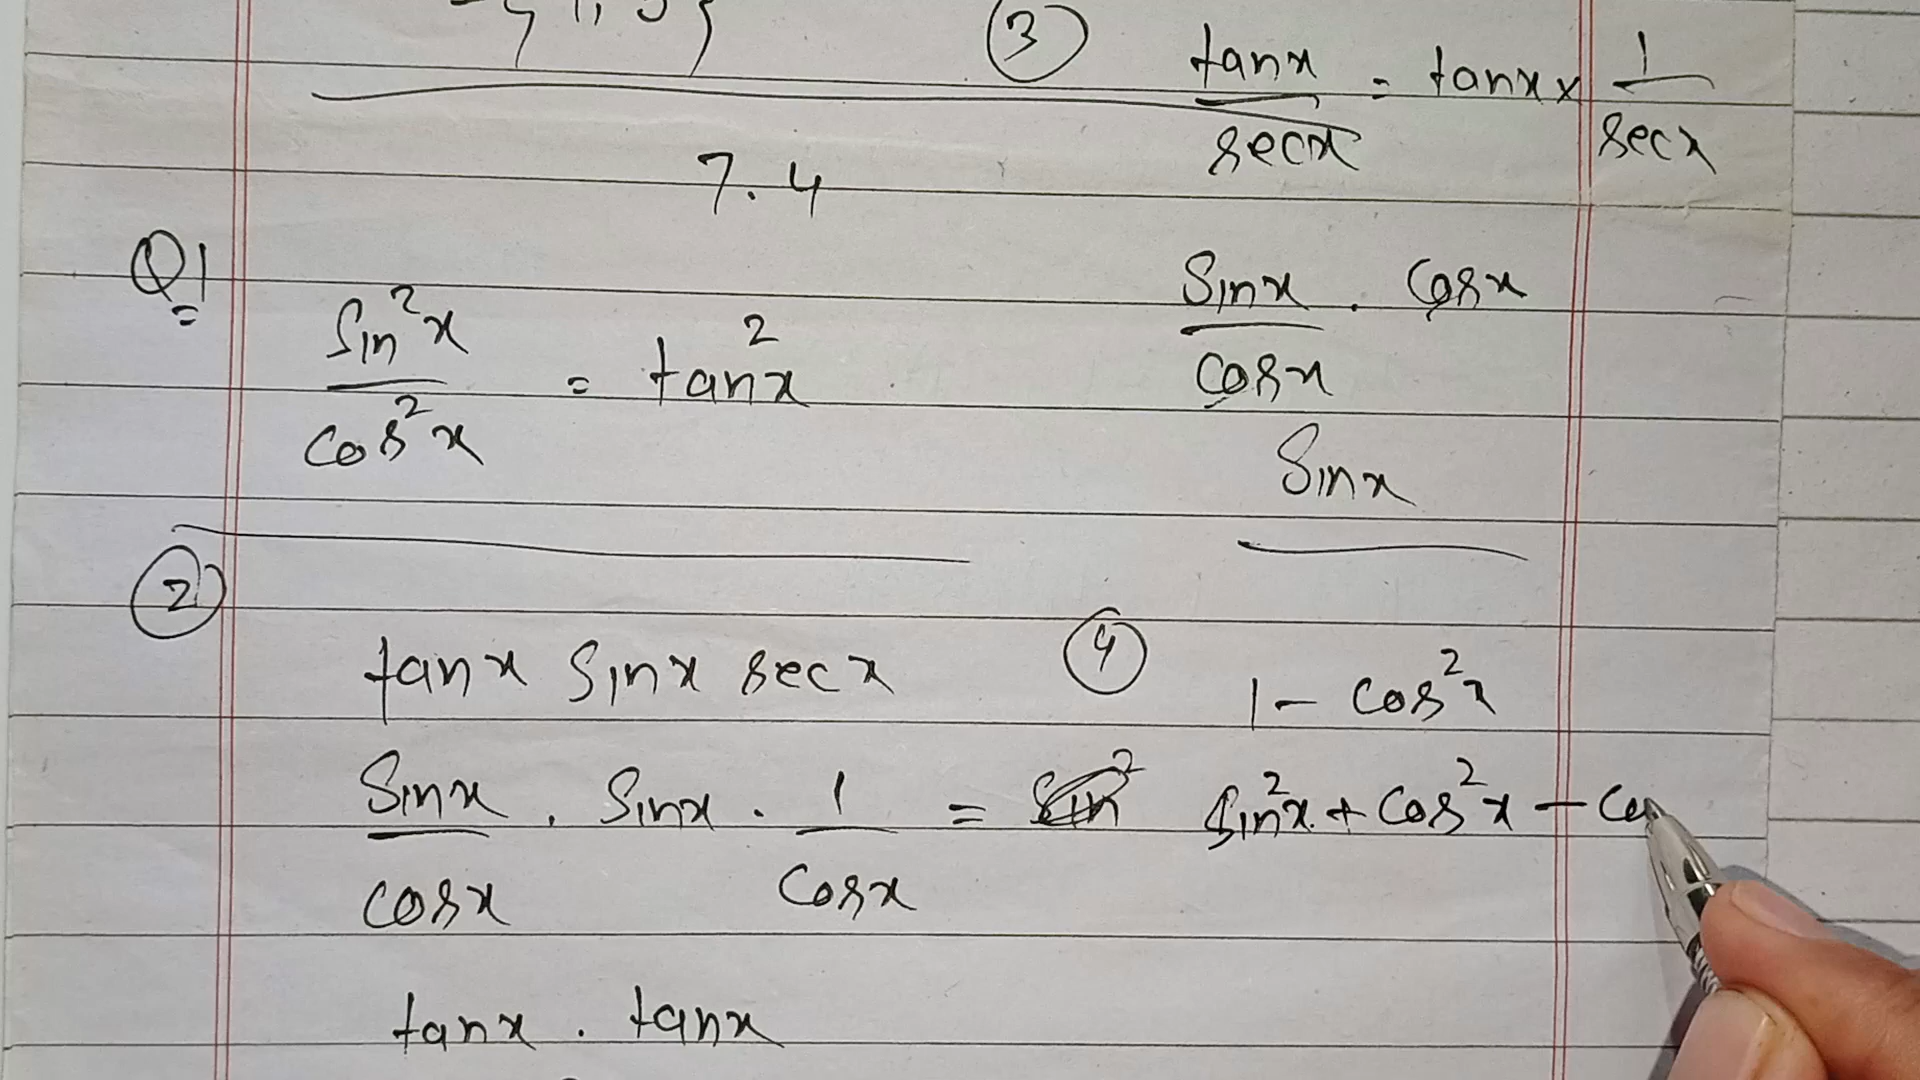 7.4
Q1
sin²x / cos²x = tan²x
②
tanx sinx secx
sinx / cosx . sinx . 1 / cosx =
tanx . tanx
③ tanx / secx = tanx × 1 / secx
sinx / cosx . cosx
sinx
④
1 - cos²x
sin²x + cos²x - co